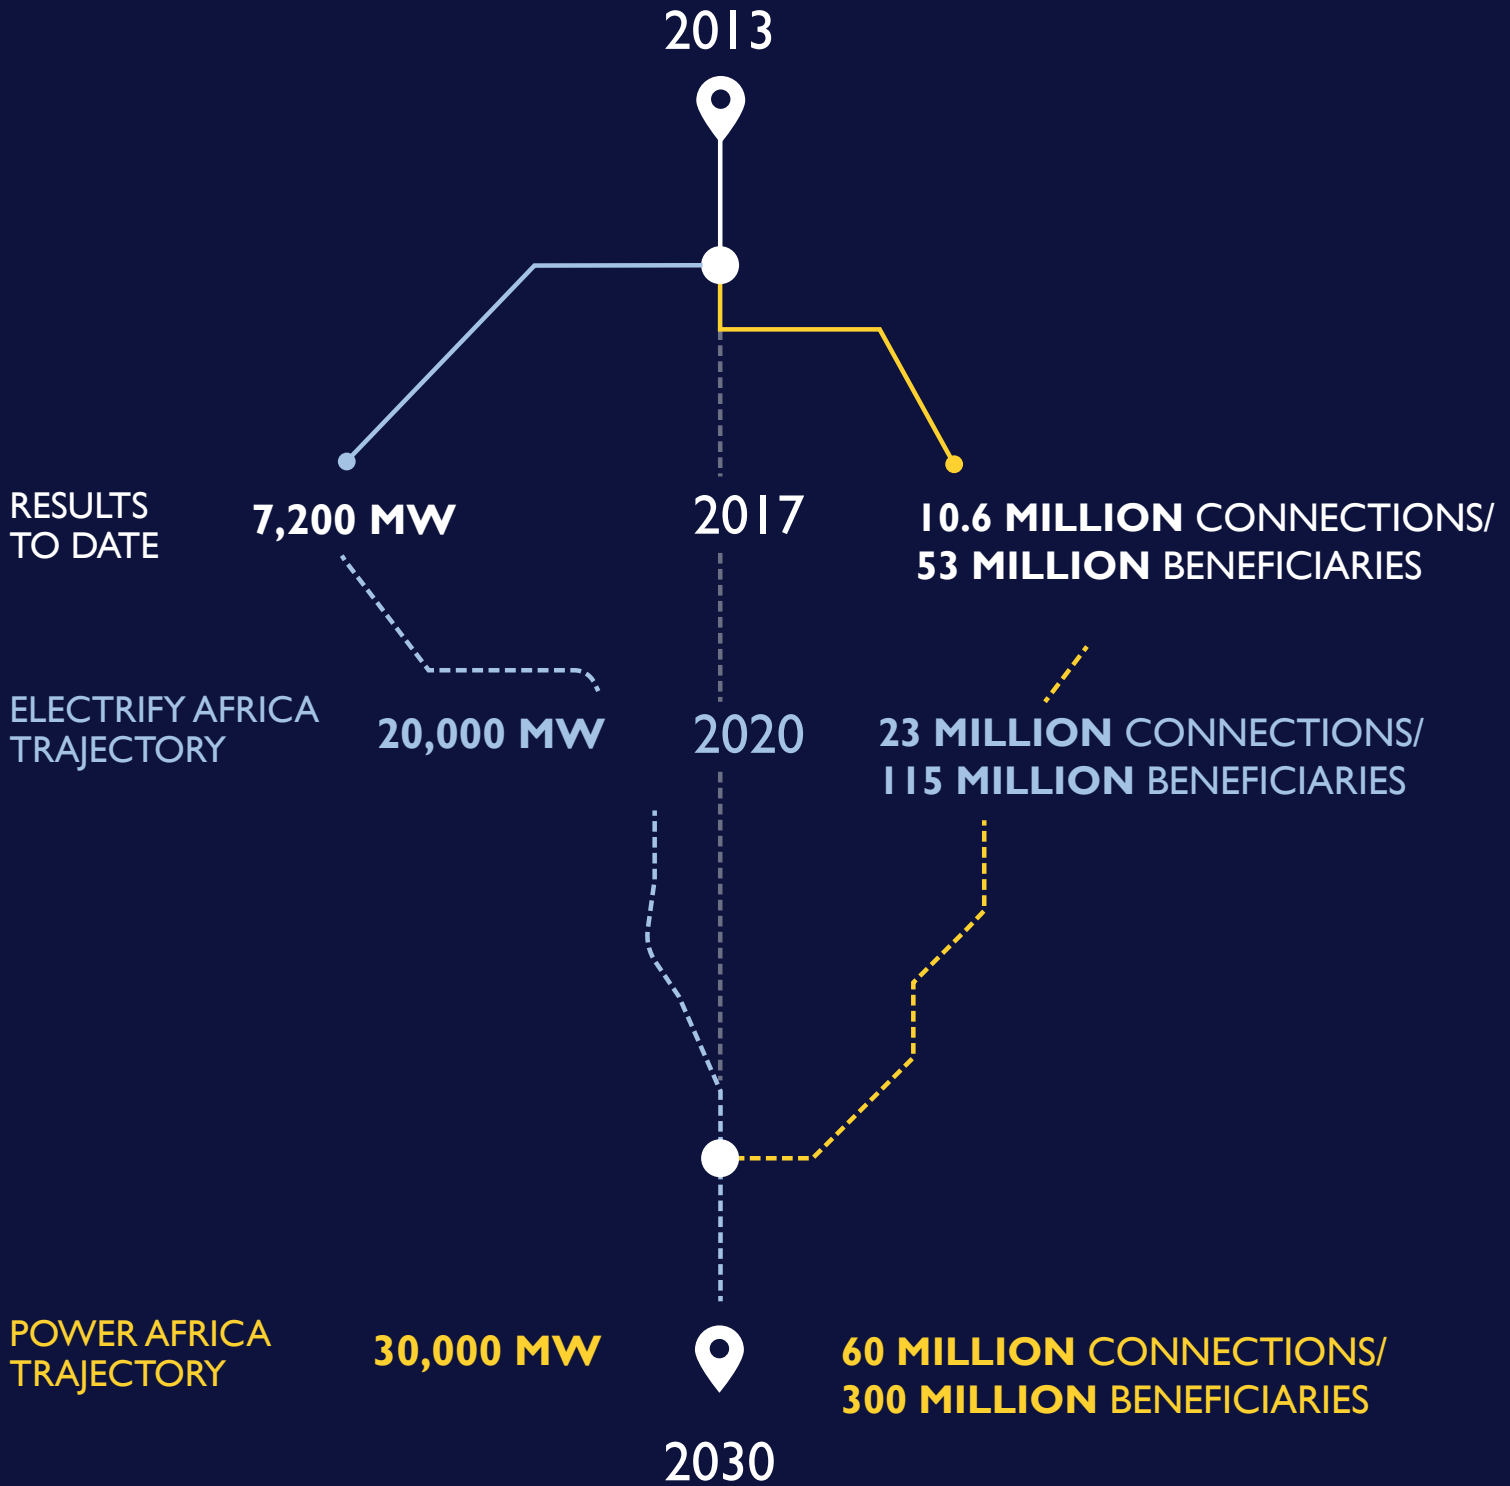 2013
RESULTS
TO DATE
7,200 MW
2017
10.6 MILLION CONNECTIONS/
53 MILLION BENEFICIARIES
ELECTRIFY AFRICA
TRAJECTORY
20,000 MW
2020
23 MILLION CONNECTIONS/
115 MILLION BENEFICIARIES
POWER AFRICA
TRAJECTORY
30,000 MW
60 MILLION CONNECTIONS/
300 MILLION BENEFICIARIES
2030